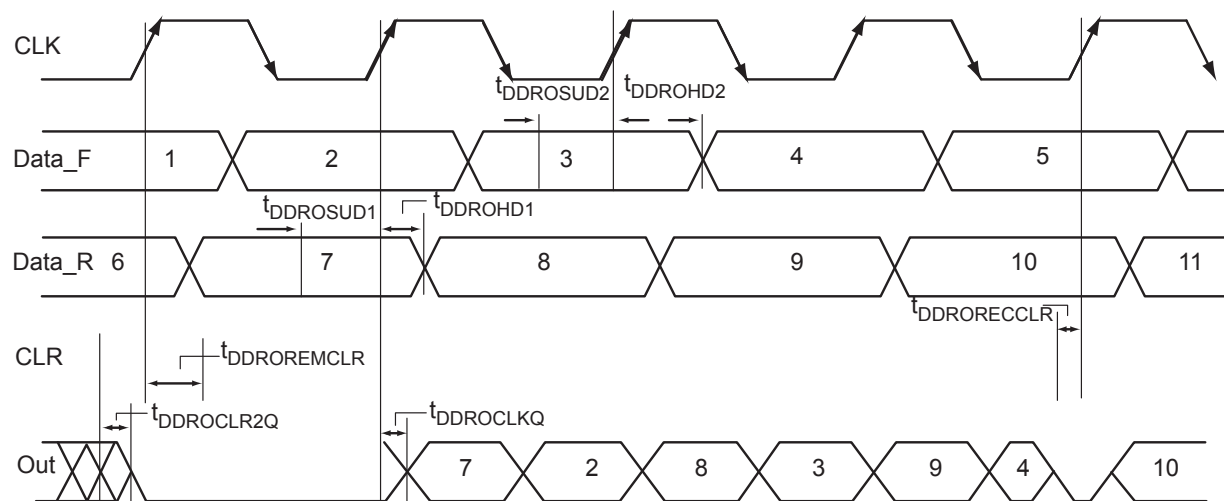 CLK
tDDROSUD2 tDDROHD2
Data_F 1 2 3 4 5
tDDROSUD1 tDDROHD1
Data_R 6 7 8 9 10 11
tDDRORECCLR
CLR
tDDROREMCLR
tDDROCLR2Q tDDROCLKQ
Out 7 2 8 3 9 4 10